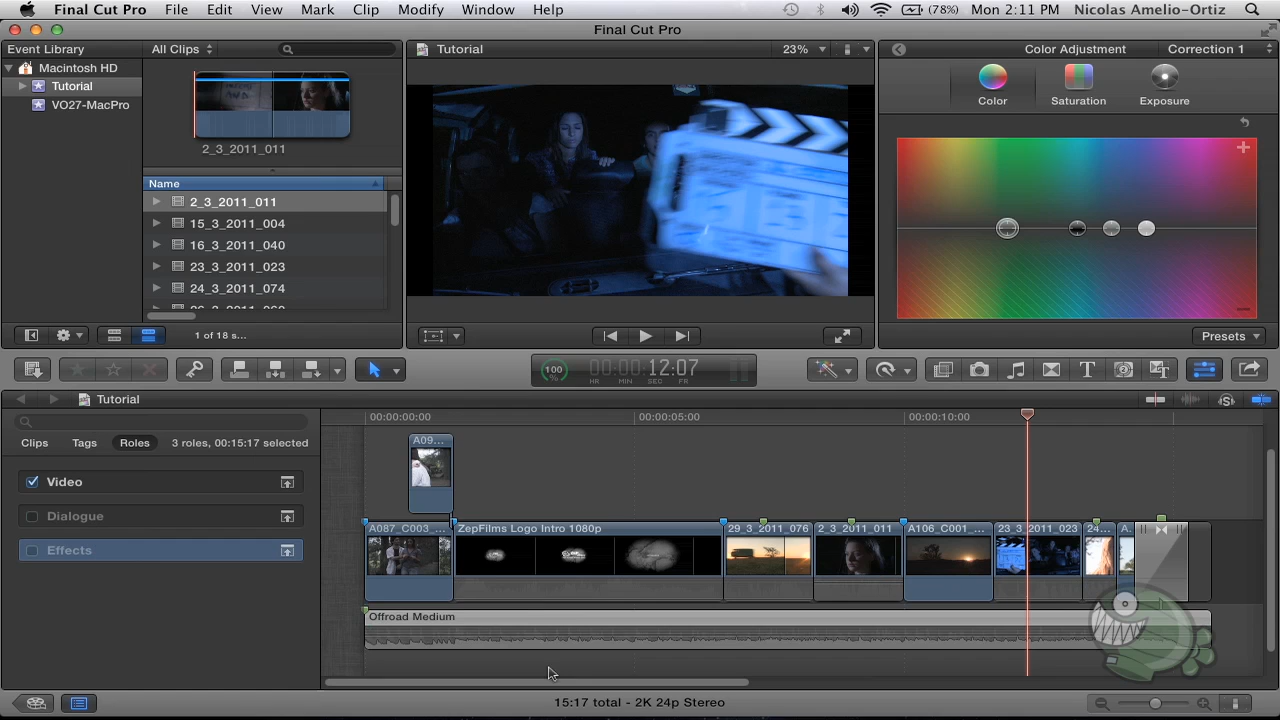 Final Cut Pro File Edit View Mark Clip Modify Window Help (78%) Mon 2:11 PM Nicolas Amelio-Ortiz
Final Cut Pro
Event Library All Clips Tutorial 23% Color Adjustment Correction 1
Macintosh HD
Tutorial
VO27-MacPro
Color Saturation Exposure
2_3_2011_011
Name
2_3_2011_011
15_3_2011_004
16_3_2011_040
23_3_2011_023
24_3_2011_074
1 of 18 s... Presets
100 % 00:00:12:07
HR MIN SEC FR
Tutorial
00:00:00:00 00:00:05:00 00:00:10:00
Clips Tags Roles 3 roles, 00:15:17 selected
A09...
Video
Dialogue
Effects
A087_C003_... ZepFilms Logo Intro 1080p 29_3_2011_076 2_3_2011_011 A106_C001_... 23_3_2011_023 24... A.
Offroad Medium
15:17 total - 2K 24p Stereo